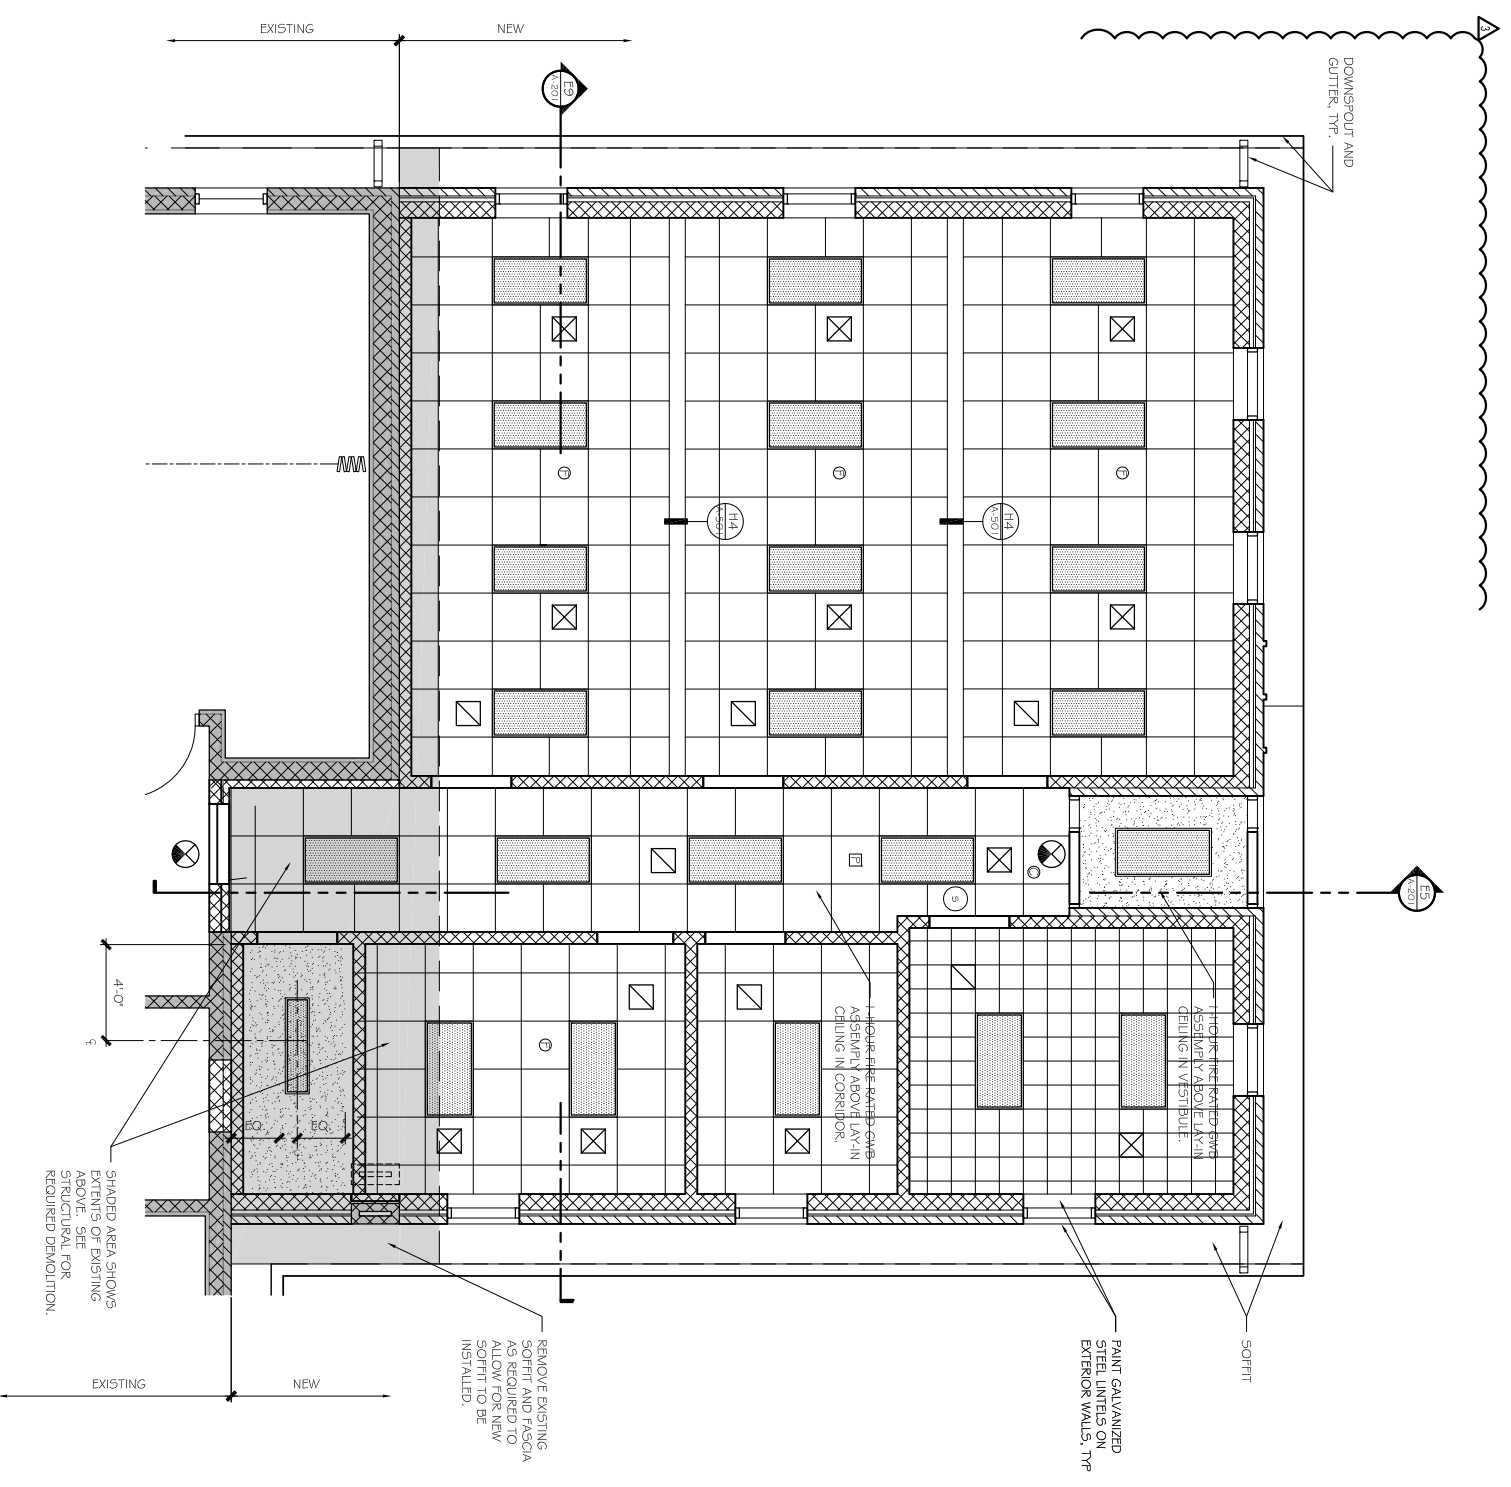 EXISTING
NEW
3
E9
A-201
DOWNSPOUT AND
GUTTER, TYP.
F
F
F
H4
A-501
H4
A-501
P
C
S
E5
A-201
4'-0"
EQ.
EQ.
1-HOUR FIRE RATED GWB
ASSEMPLY ABOVE LAY-IN
CEILING IN CORRIDOR.
1-HOUR FIRE RATED GWB
ASSEMPLY ABOVE LAY-IN
CEILING IN VESTIBULE.
F
SHADED AREA SHOWS
EXTENTS OF EXISTING
ABOVE. SEE
STRUCTURAL FOR
REQUIRED DEMOLITION.
REMOVE EXISTING
SOFFIT AND FASCIA
AS REQUIRED TO
ALLOW FOR NEW
SOFFIT TO BE
INSTALLED.
PAINT GALVANIZED
STEEL LINTELS ON
EXTERIOR WALLS, TYP
SOFFIT
EXISTING
NEW